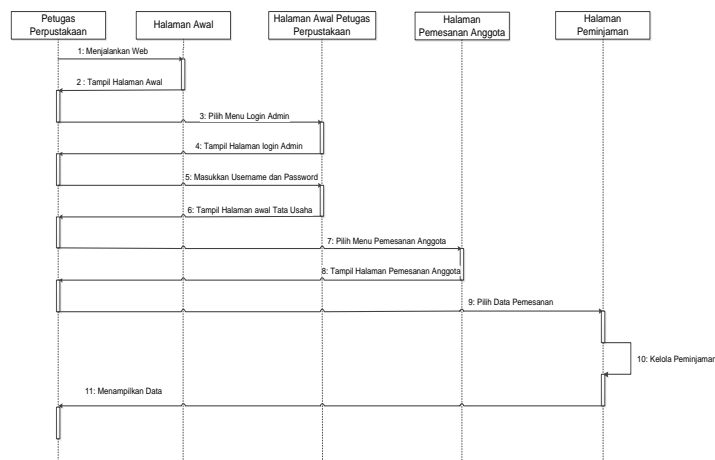 Petugas
Perpustakaan
Halaman Awal
Halaman Awal Petugas
Perpustakaan
Halaman
Pemesanan Anggota
Halaman
Peminjaman
1: Menjalankan Web
2 : Tampil Halaman Awal
3: Pilih Menu Login Admin
4: Tampil Halaman login Admin
5: Masukkan Username dan Password
6: Tampil Halaman awal Tata Usaha
7: Pilih Menu Pemesanan Anggota
8: Tampil Halaman Pemesanan Anggota
9: Pilih Data Pemesanan
10: Kelola Peminjaman
11: Menampilkan Data